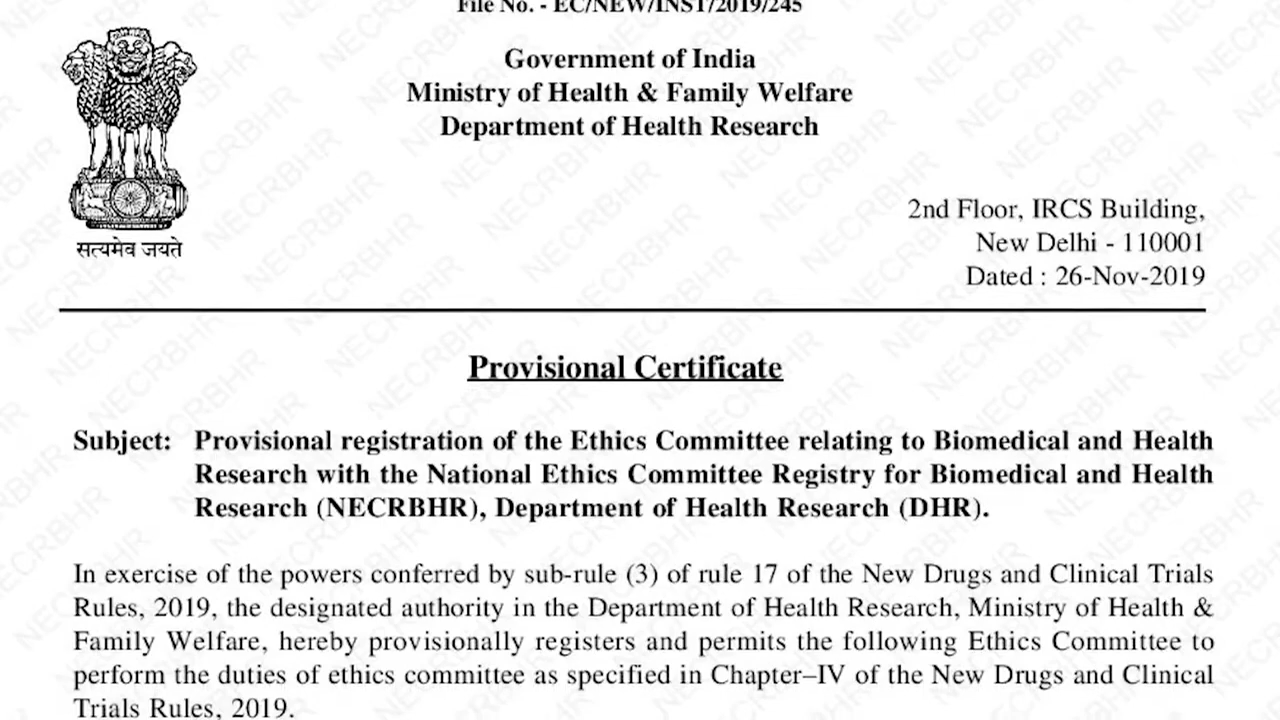 File No. - EC/NEW/INST/2019/245
Government of India
Ministry of Health & Family Welfare
Department of Health Research
सत्यमेव जयते
2nd Floor, IRCS Building,
New Delhi - 110001
Dated : 26-Nov-2019
Provisional Certificate
Subject: Provisional registration of the Ethics Committee relating to Biomedical and Health
Research with the National Ethics Committee Registry for Biomedical and Health
Research (NECRBHR), Department of Health Research (DHR).
In exercise of the powers conferred by sub-rule (3) of rule 17 of the New Drugs and Clinical Trials
Rules, 2019, the designated authority in the Department of Health Research, Ministry of Health &
Family Welfare, hereby provisionally registers and permits the following Ethics Committee to
perform the duties of ethics committee as specified in Chapter–IV of the New Drugs and Clinical
Trials Rules, 2019.
NECRBHR